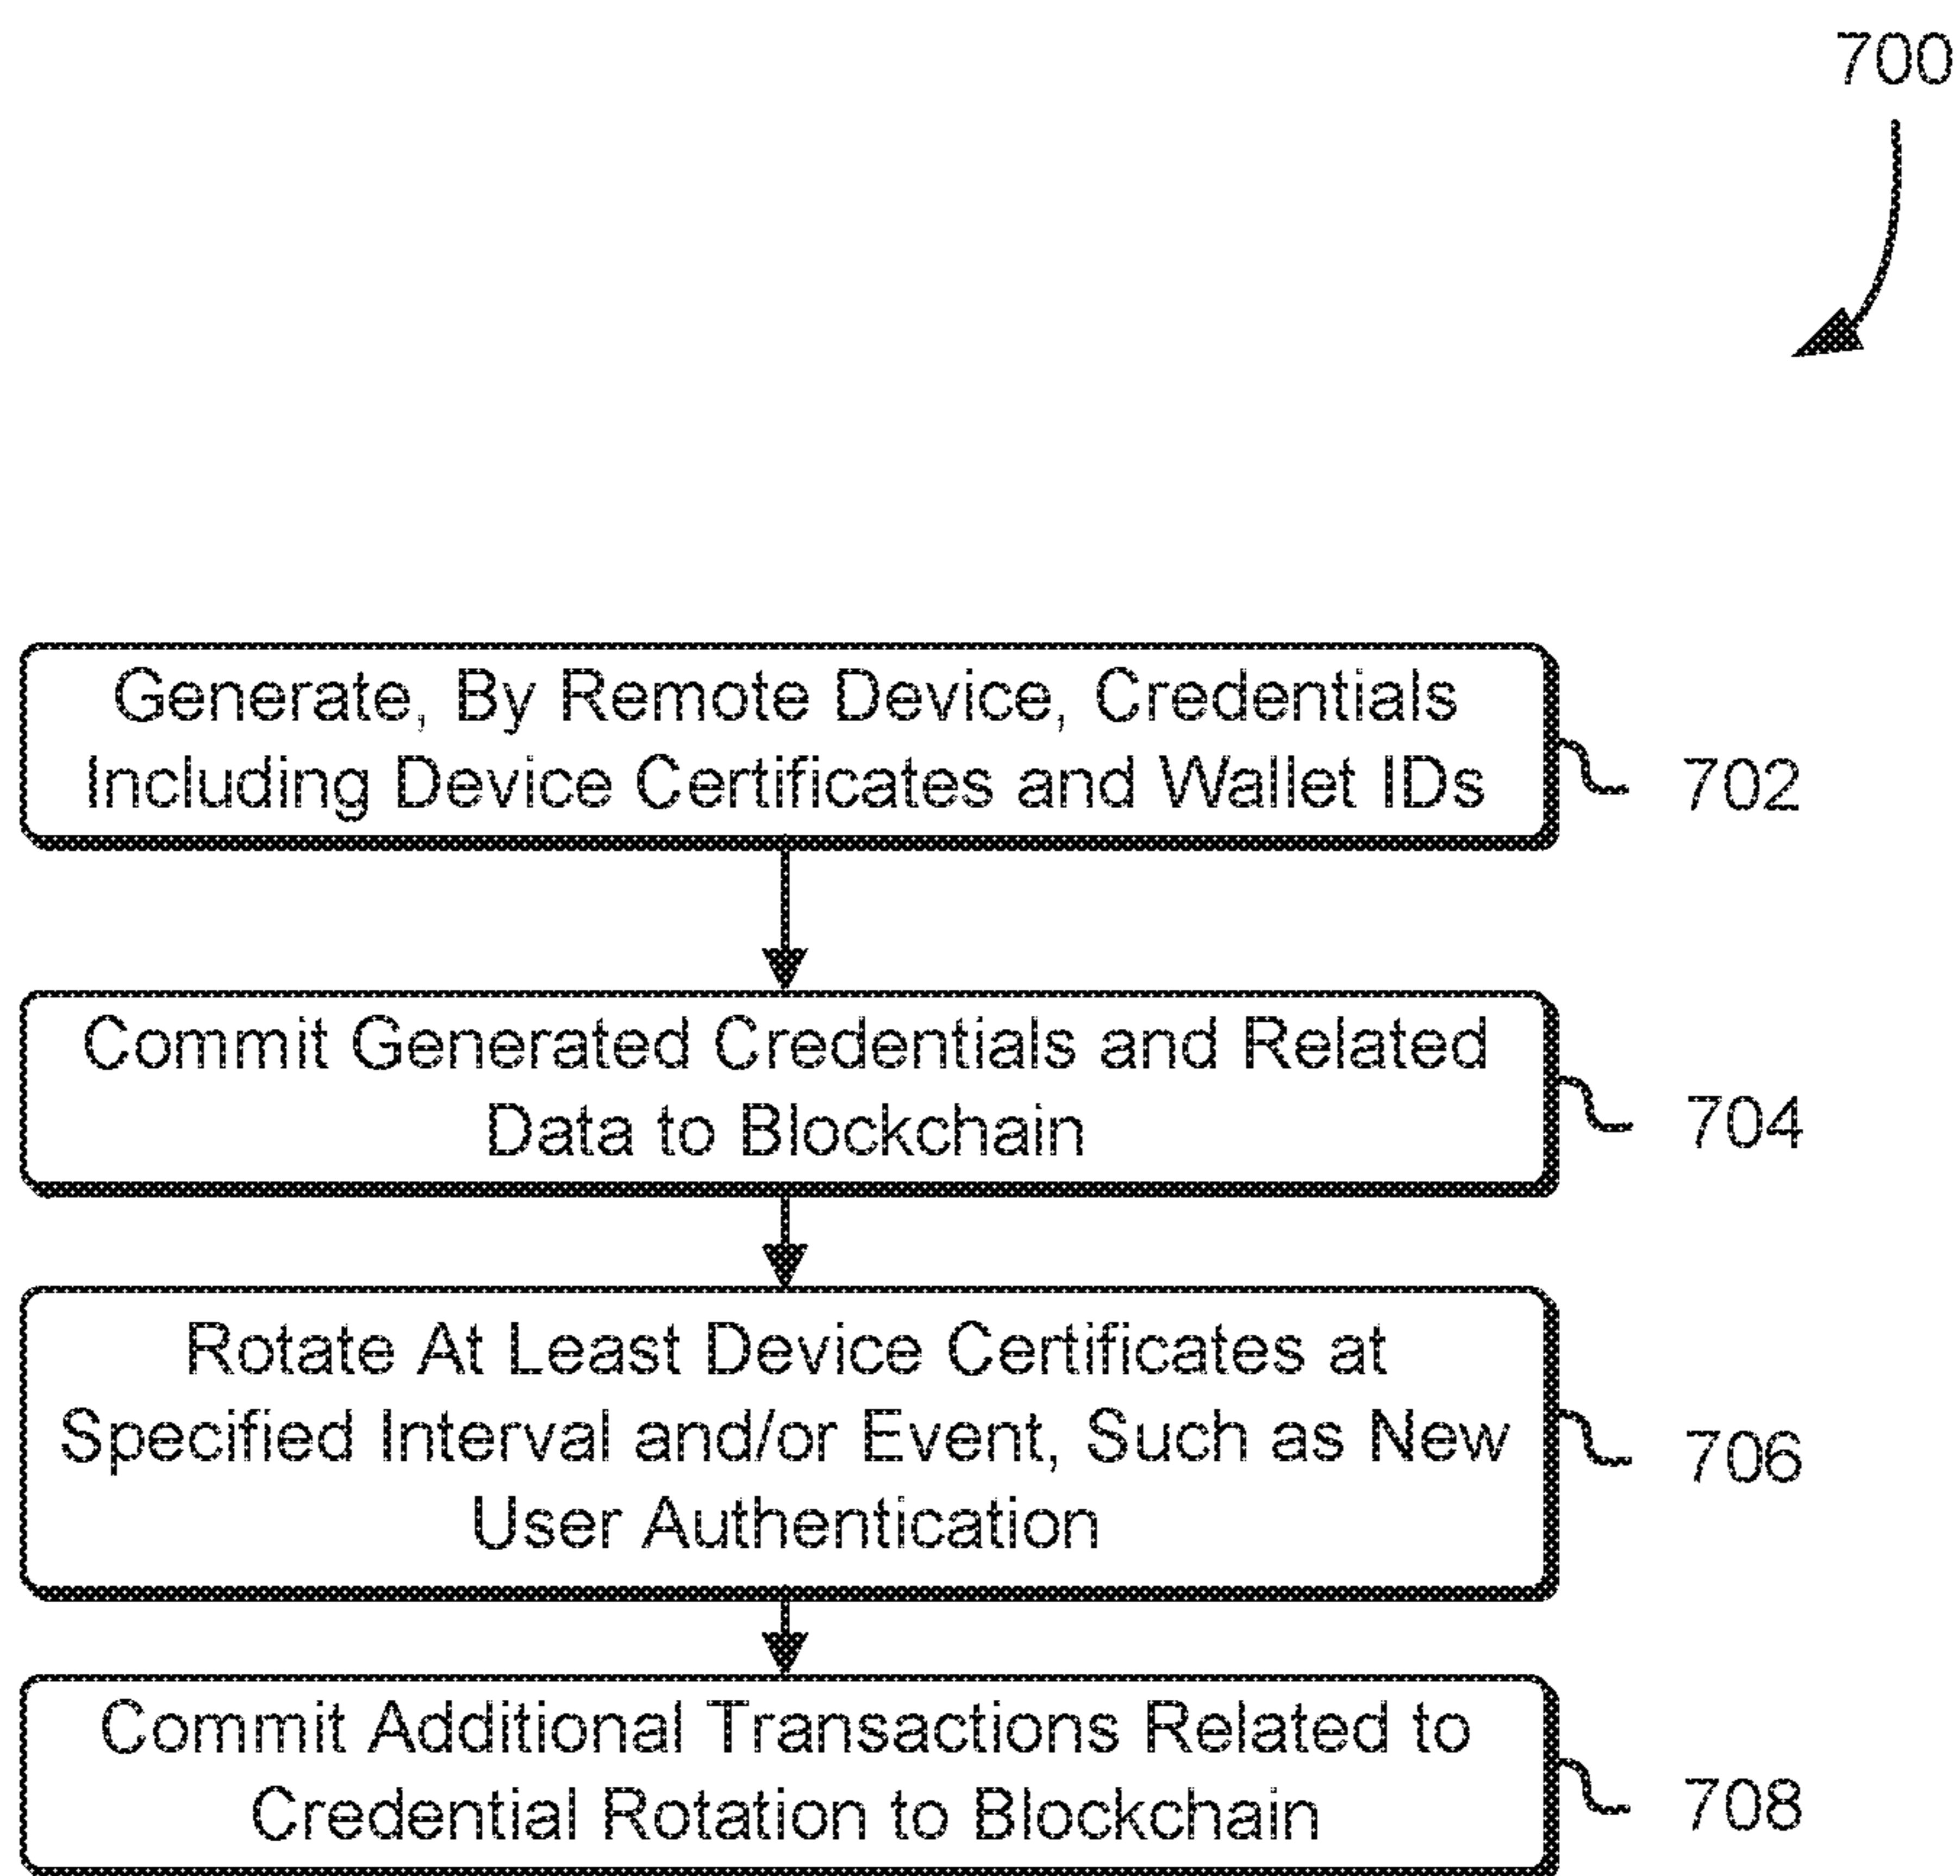 700
Generate, By Remote Device, Credentials
Including Device Certificates and Wallet IDs
702
Commit Generated Credentials and Related
Data to Blockchain
704
Rotate At Least Device Certificates at
Specified Interval and/or Event, Such as New
User Authentication
706
Commit Additional Transactions Related to
Credential Rotation to Blockchain
708